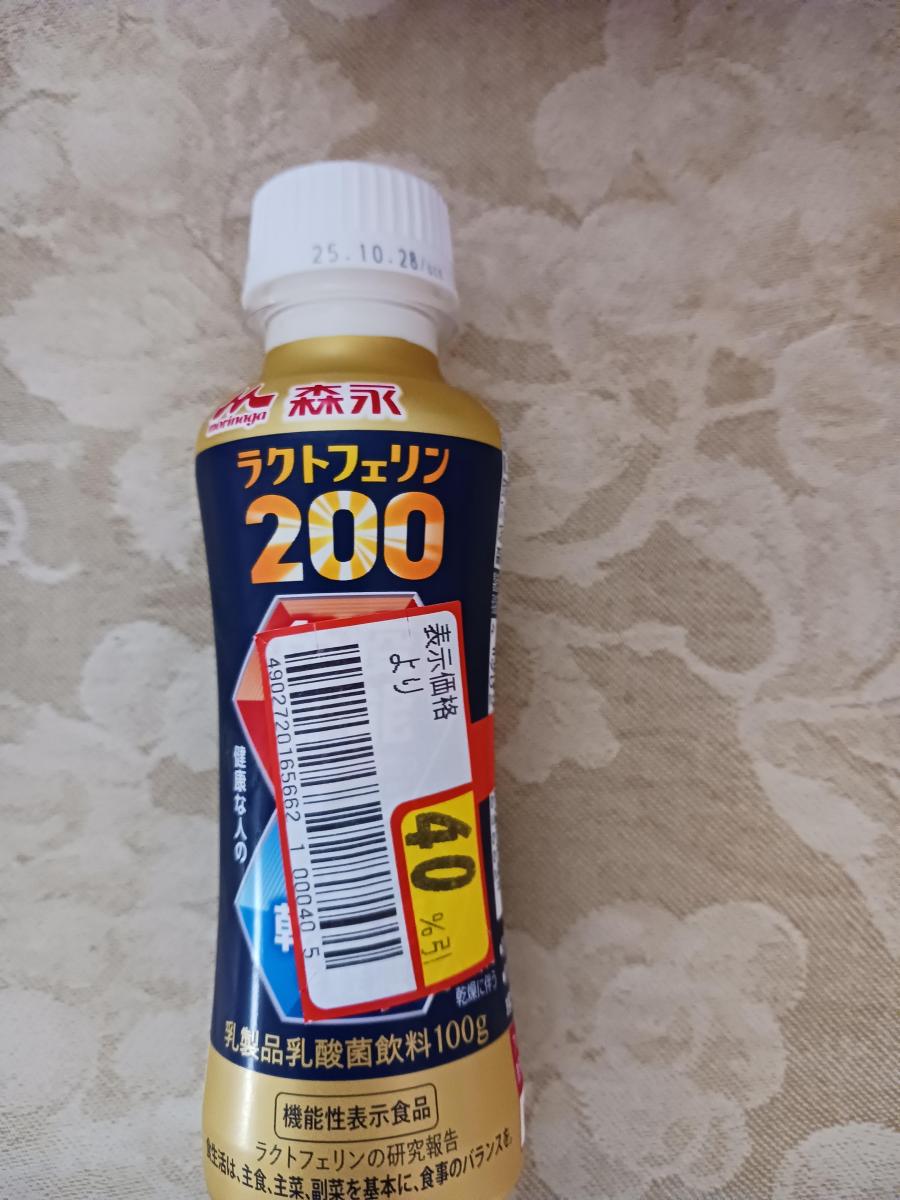 25.10.28
morinaga
森永
ラクトフェリン
200
表示価格
より
40
%引
4902720165662 1 00040 5
健康な人の
乾燥に伴う
乳製品乳酸菌飲料100g
機能性表示食品
ラクトフェリンの研究報告
食生活は、主食、主菜、副菜を基本に、食事のバランスを。